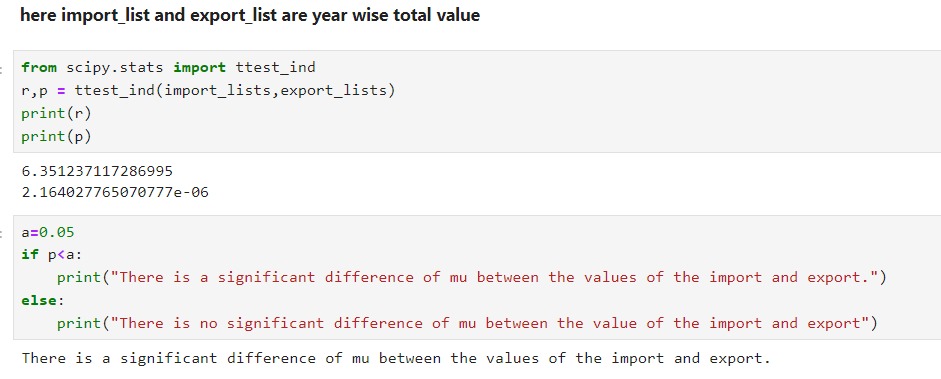 here import_list and export_list are year wise total value
from scipy.stats import ttest_ind
r,p = ttest_ind(import_lists,export_lists)
print(r)
print(p)
6.351237117286995
2.164027765070777e-06
a=0.05
if p<a:
    print("There is a significant difference of mu between the values of the import and export.")
else:
    print("There is no significant difference of mu between the value of the import and export")
There is a significant difference of mu between the values of the import and export.